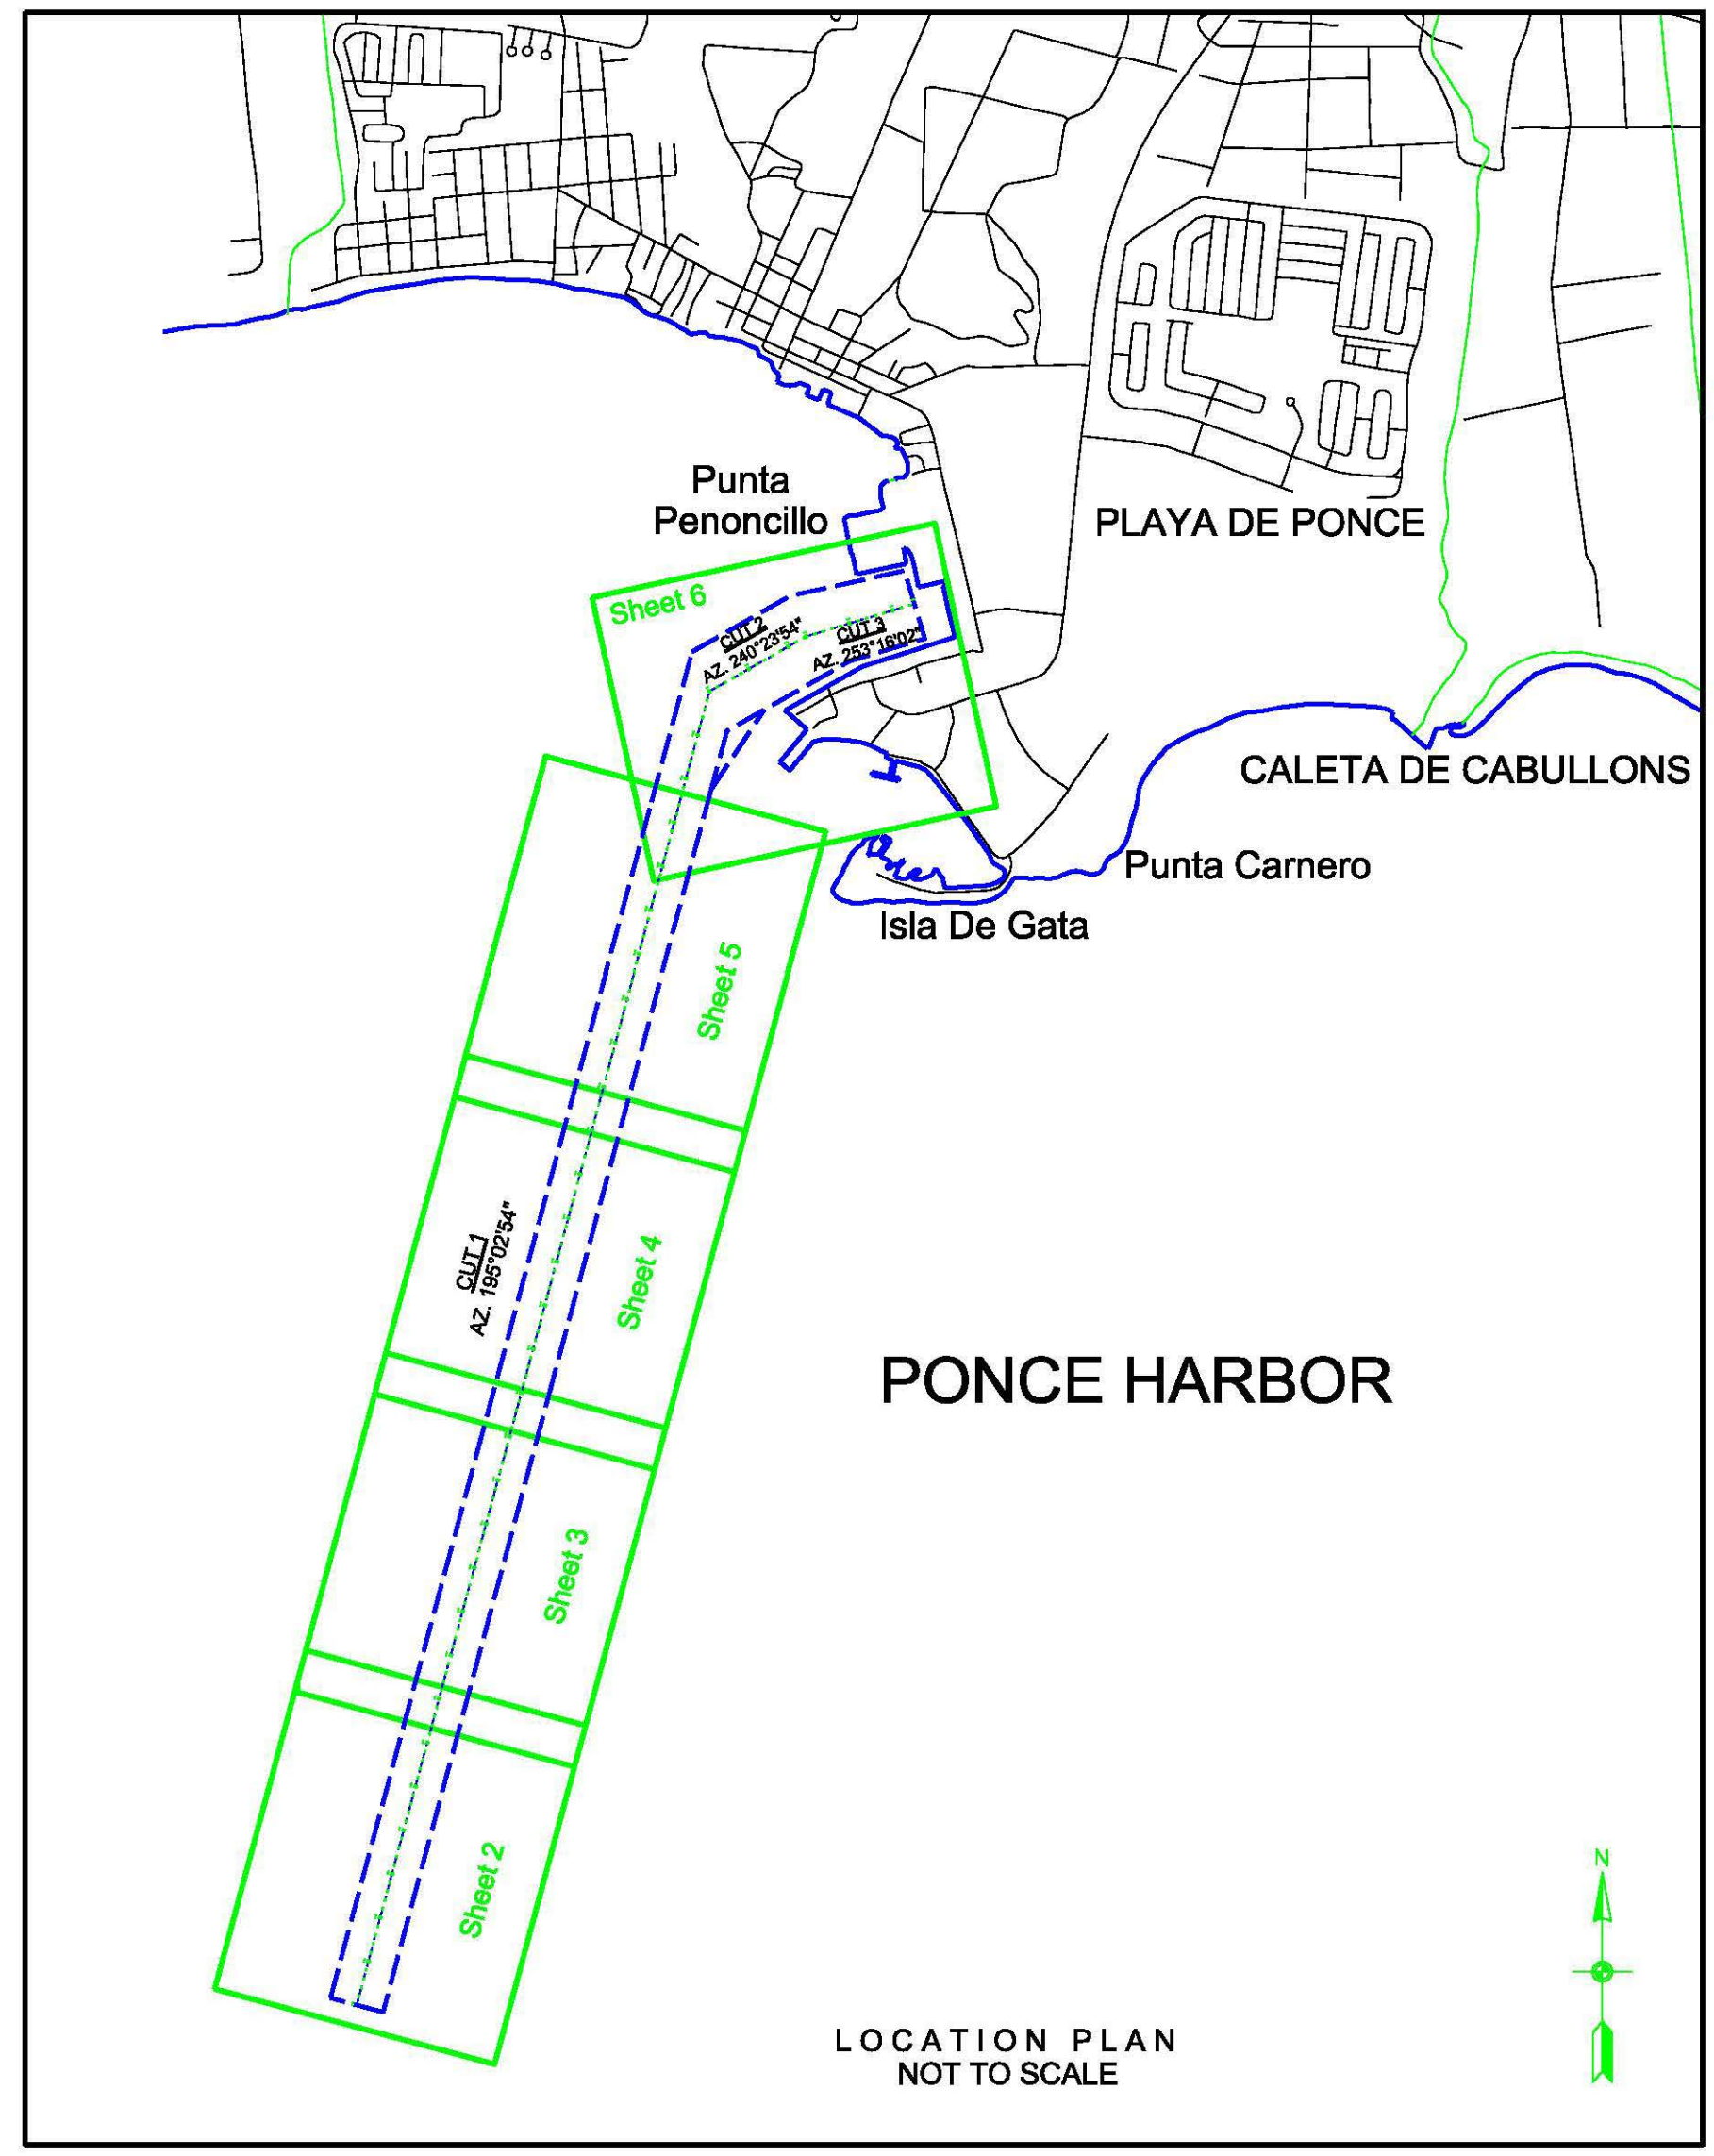 Punta
Penoncillo
PLAYA DE PONCE
Sheet 6
CUT 2
AZ. 240°23'54"
CUT 3
AZ. 253°16'02"
CALETA DE CABULLONS
Punta Carnero
Isla De Gata
Sheet 5
CUT 1
AZ. 195°02'54"
Sheet 4
PONCE HARBOR
Sheet 3
Sheet 2
N
LOCATION PLAN
NOT TO SCALE